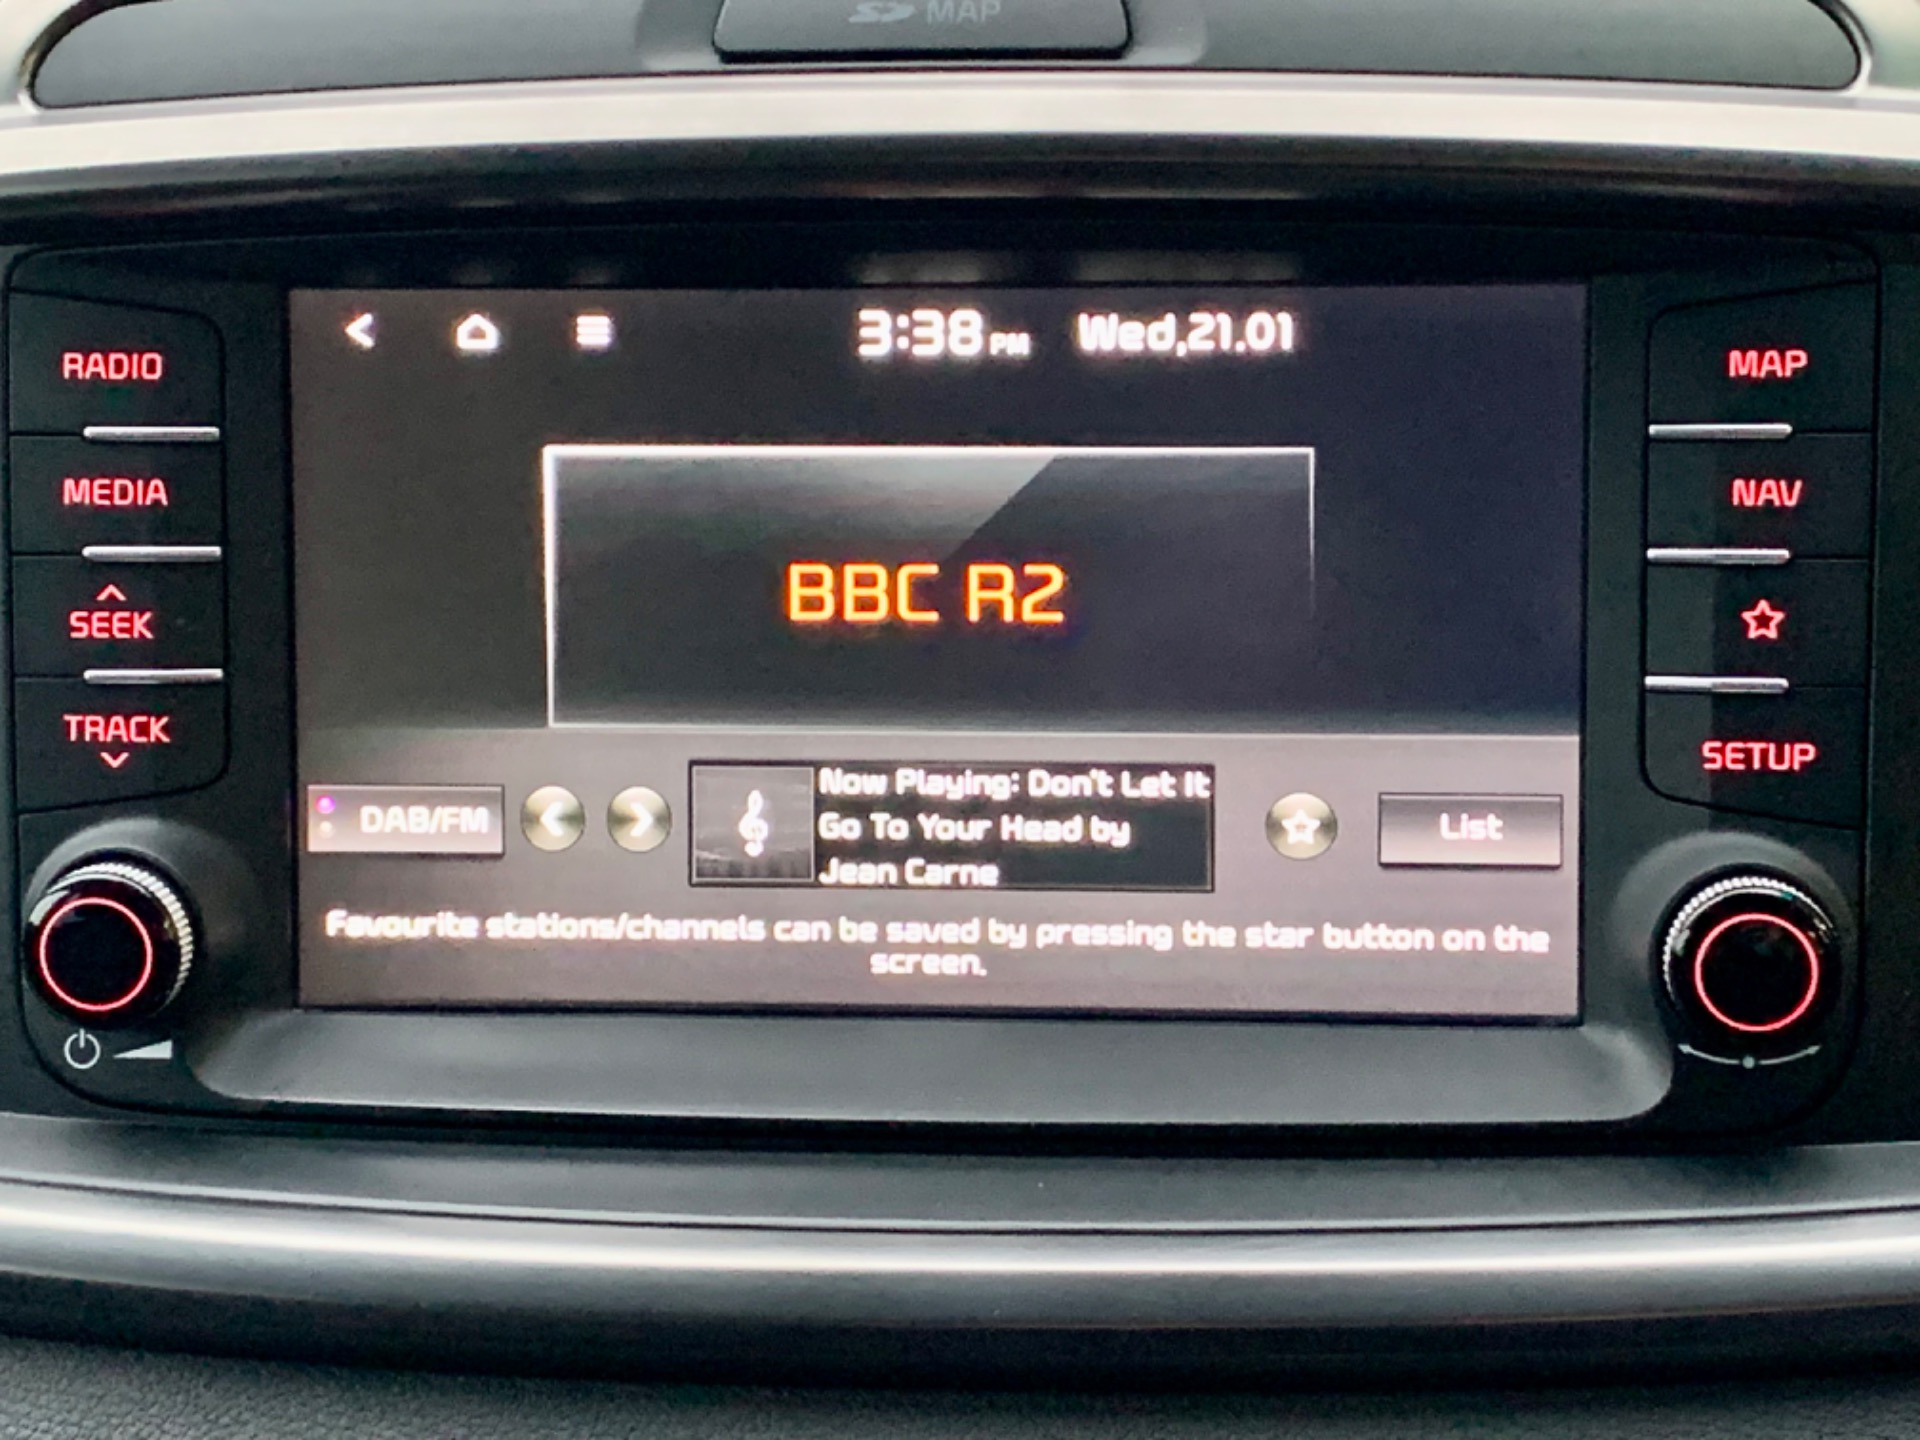 SD MAP
3:38 PM Wed,21.01
RADIO
MEDIA
SEEK
TRACK
MAP
NAV
SETUP
BBC R2
DAB/FM
Now Playing: Don't Let It
Go To Your Head by
Jean Carne
List
Favourite stations/channels can be saved by pressing the star button on the
screen.